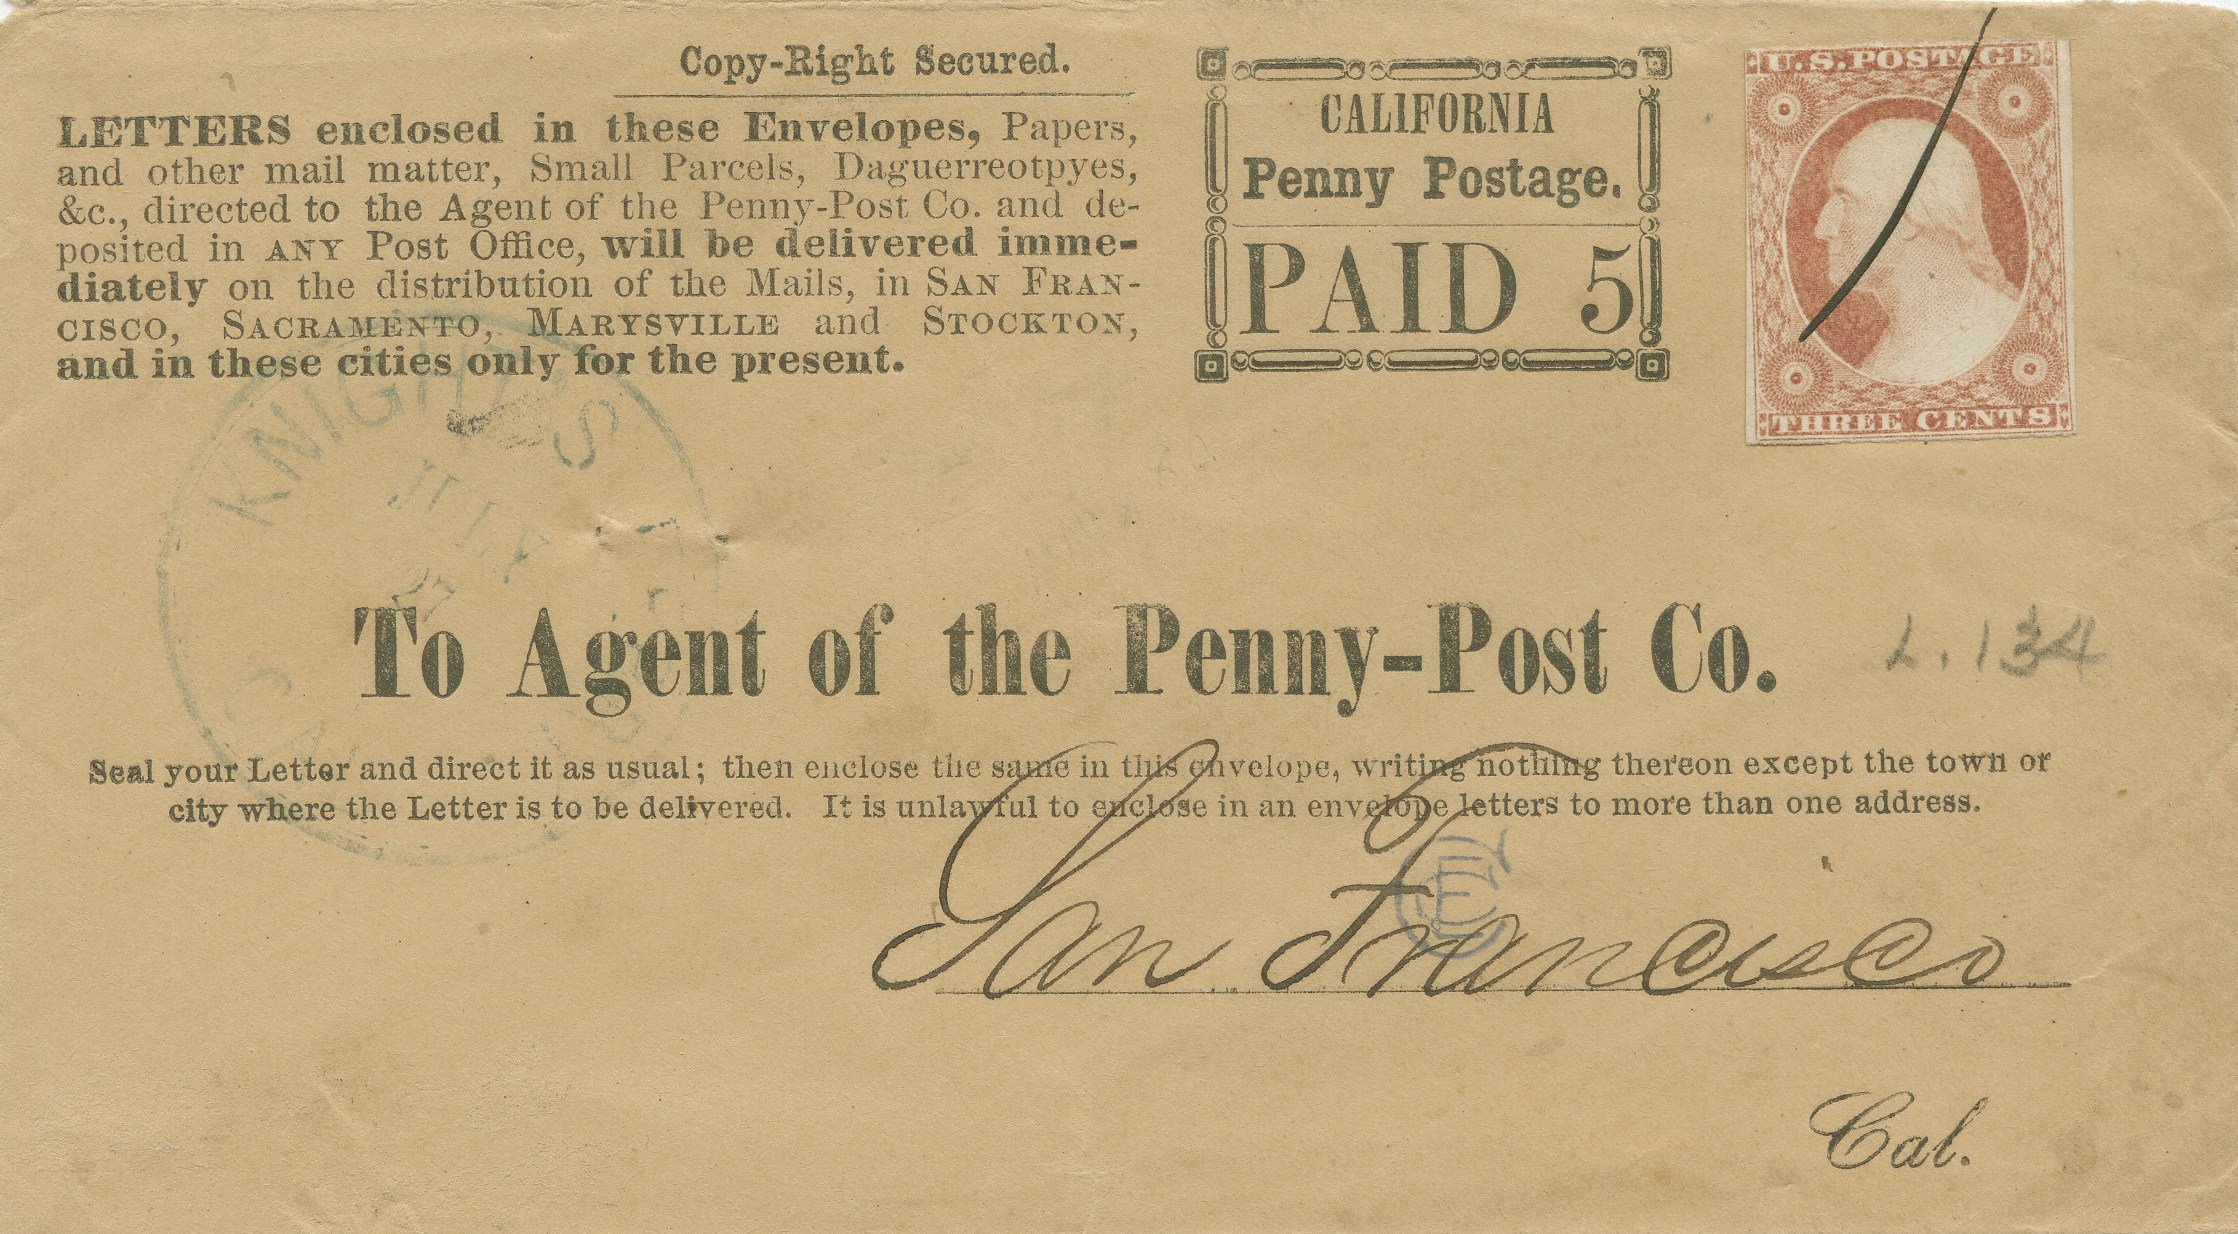 Copy-Right Secured.
LETTERS enclosed in these Envelopes, Papers,
and other mail matter, Small Parcels, Daguerreotpyes,
&c., directed to the Agent of the Penny-Post Co. and de-
posited in ANY Post Office, will be delivered imme-
diately on the distribution of the Mails, in SAN FRAN-
CISCO, SACRAMENTO, MARYSVILLE and STOCKTON,
and in these cities only for the present.
CALIFORNIA
Penny Postage.
PAID 5
U.S. POSTAGE
THREE CENTS
KNIGHT'S
To Agent of the Penny-Post Co.
L. 134
Seal your Letter and direct it as usual; then enclose the same in this envelope, writing nothing thereon except the town or
city where the Letter is to be delivered. It is unlawful to enclose in an envelope letters to more than one address.
San Francisco
Cal.